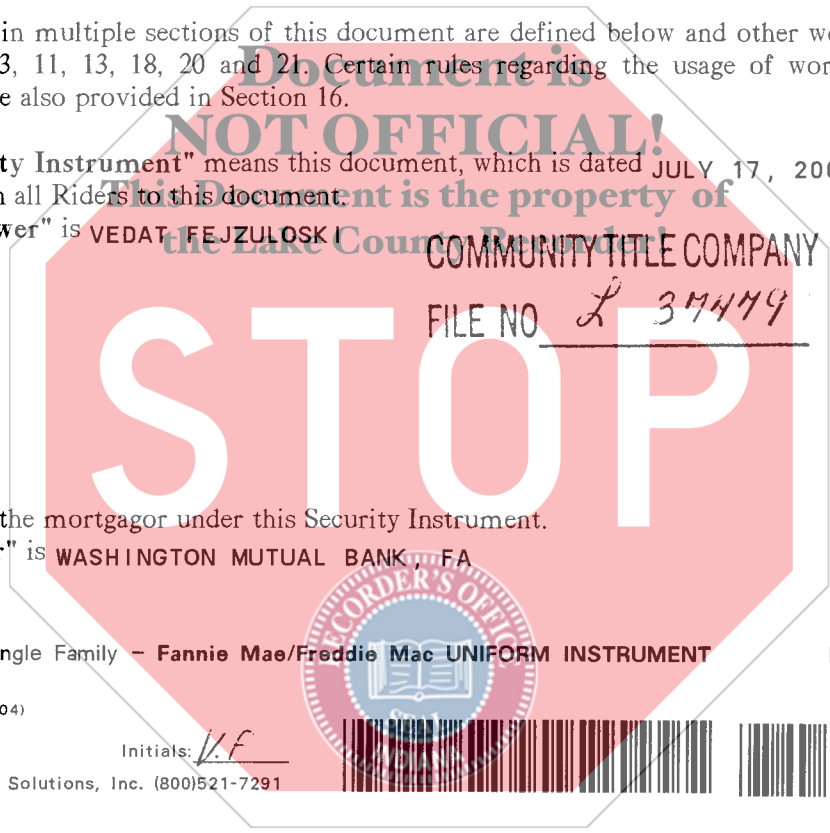 in multiple sections of this document are defined below and other wo
3, 11, 13, 18, 20 and 21. Certain rules regarding the usage of wor
e also provided in Section 16.
Document is
NOT OFFICIAL!
This Document is the property of
the Lake County Recorder!
ty Instrument" means this document, which is dated JULY 17, 200
n all Riders to this document.
wer" is VEDAT FEJZULOSKI
COMMUNITY TITLE COMPANY
FILE NO L 37479
STOP
the mortgagor under this Security Instrument.
r" is WASHINGTON MUTUAL BANK, FA
RECORDER'S OFFICE
SEAL
INDIANA
ngle Family - Fannie Mae/Freddie Mac UNIFORM INSTRUMENT
04)
Initials: V.F
Solutions, Inc. (800)521-7291